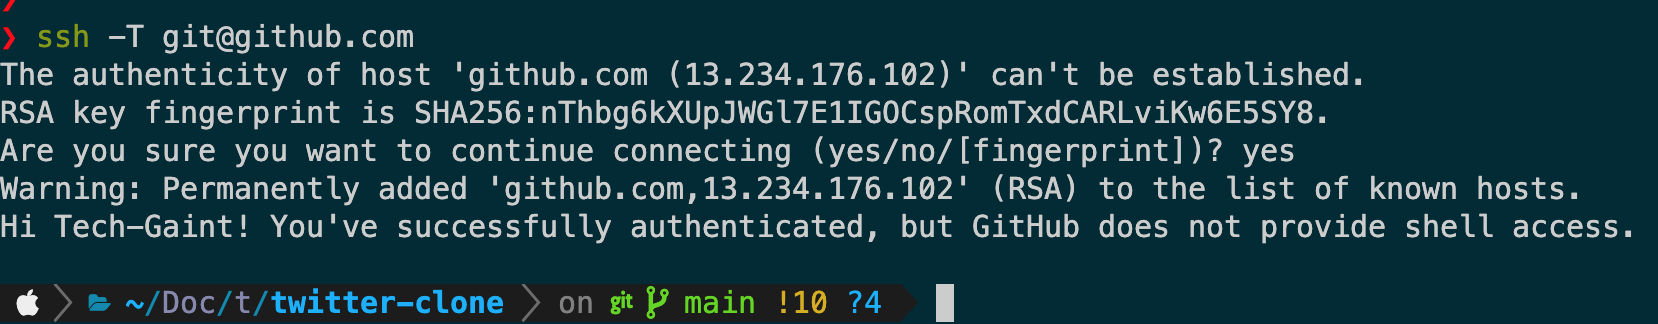 ❯ ssh -T git@github.com
The authenticity of host 'github.com (13.234.176.102)' can't be established.
RSA key fingerprint is SHA256:nThbg6kXUpJWGl7E1IGOCspRomTxdCARLviKw6E5SY8.
Are you sure you want to continue connecting (yes/no/[fingerprint])? yes
Warning: Permanently added 'github.com,13.234.176.102' (RSA) to the list of known hosts.
Hi Tech-Gaint! You've successfully authenticated, but GitHub does not provide shell access.
~/Doc/t/twitter-clone on git main !10 ?4